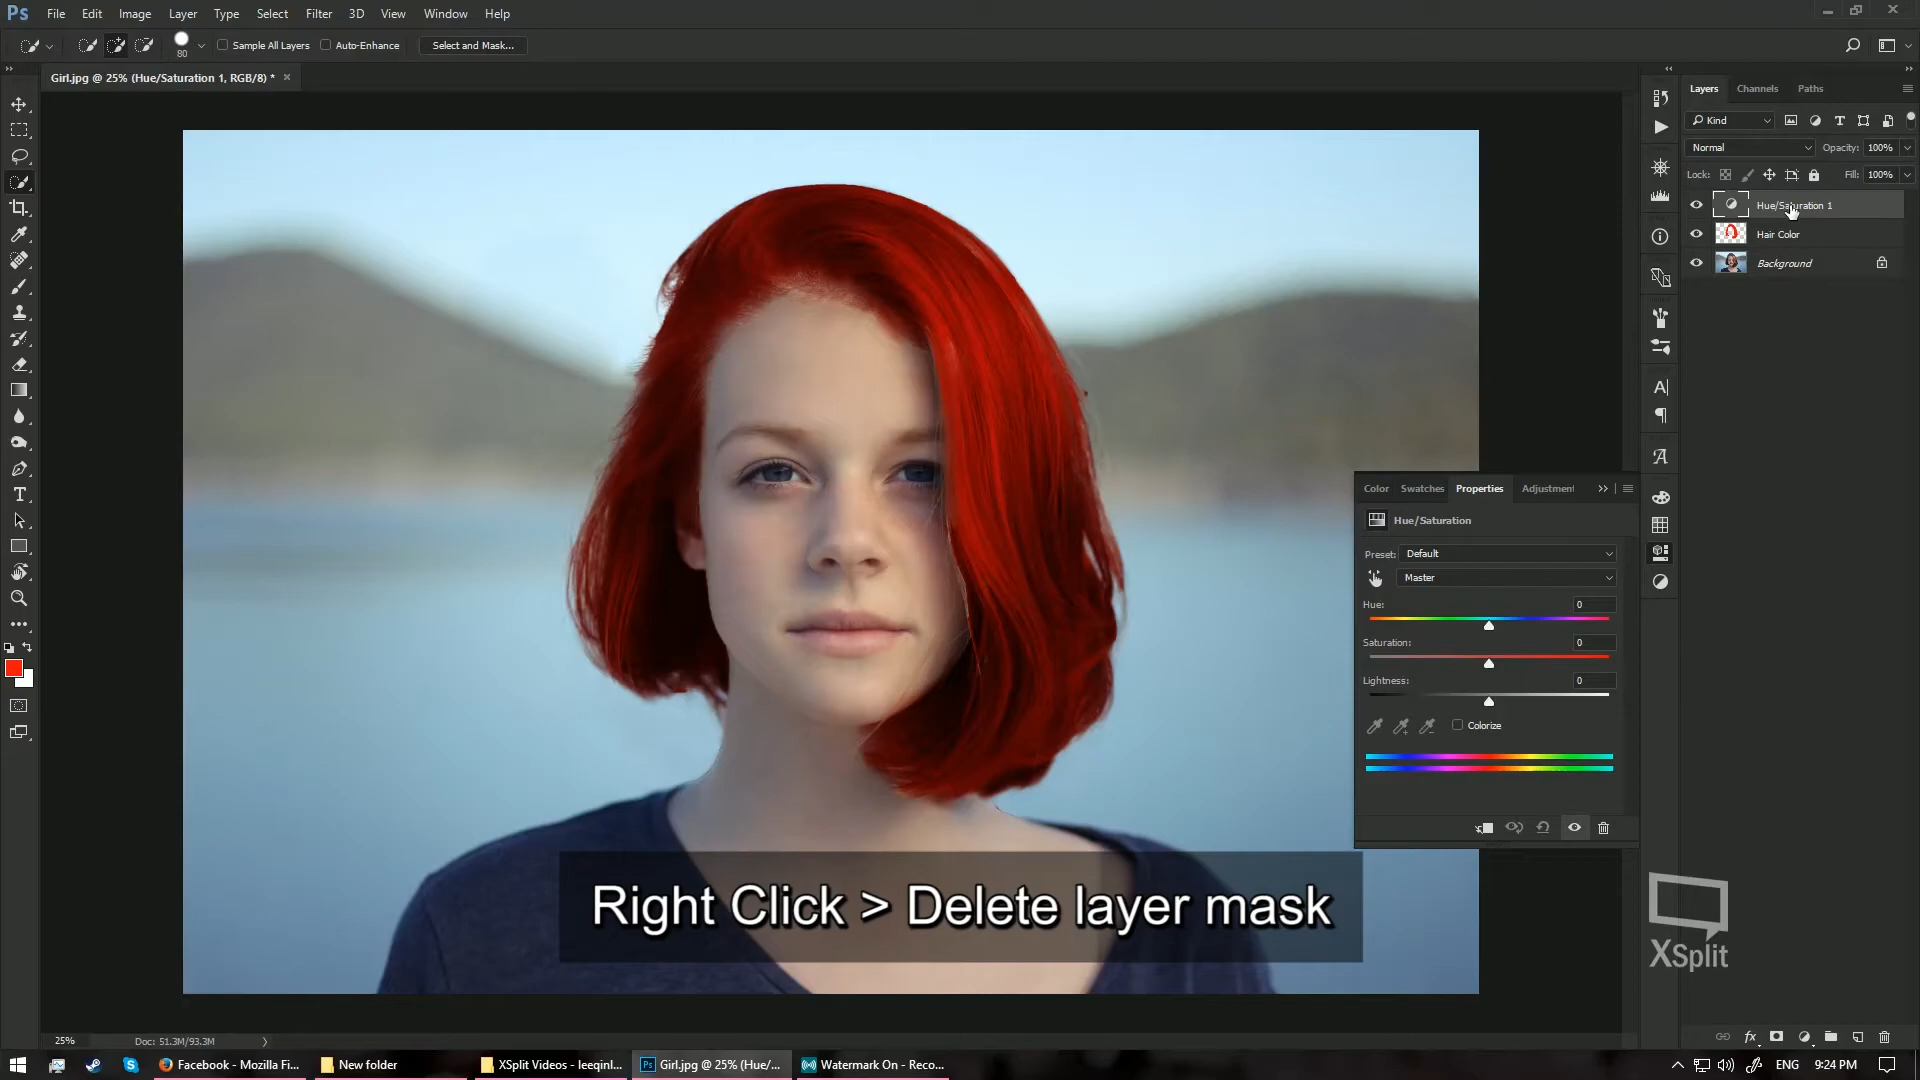 Ps File Edit Image Layer Type Select Filter 3D View Window Help
80 Sample All Layers Auto-Enhance Select and Mask...
Girl.jpg @ 25% (Hue/Saturation 1, RGB/8) *
Layers Channels Paths
Kind
Normal Opacity: 100%
Lock: Fill: 100%
Hue/Saturation 1
Hair Color
Background
Color Swatches Properties Adjustment
Hue/Saturation
Preset: Default
Master
Hue: 0
Saturation: 0
Lightness: 0
Colorize
Right Click > Delete layer mask
XSplit
25% Doc: 51.3M/93.3M
Facebook - Mozilla Fi... New folder XSplit Videos - leeqinl... Girl.jpg @ 25% (Hue/... Watermark On - Reco... ENG 9:24 PM